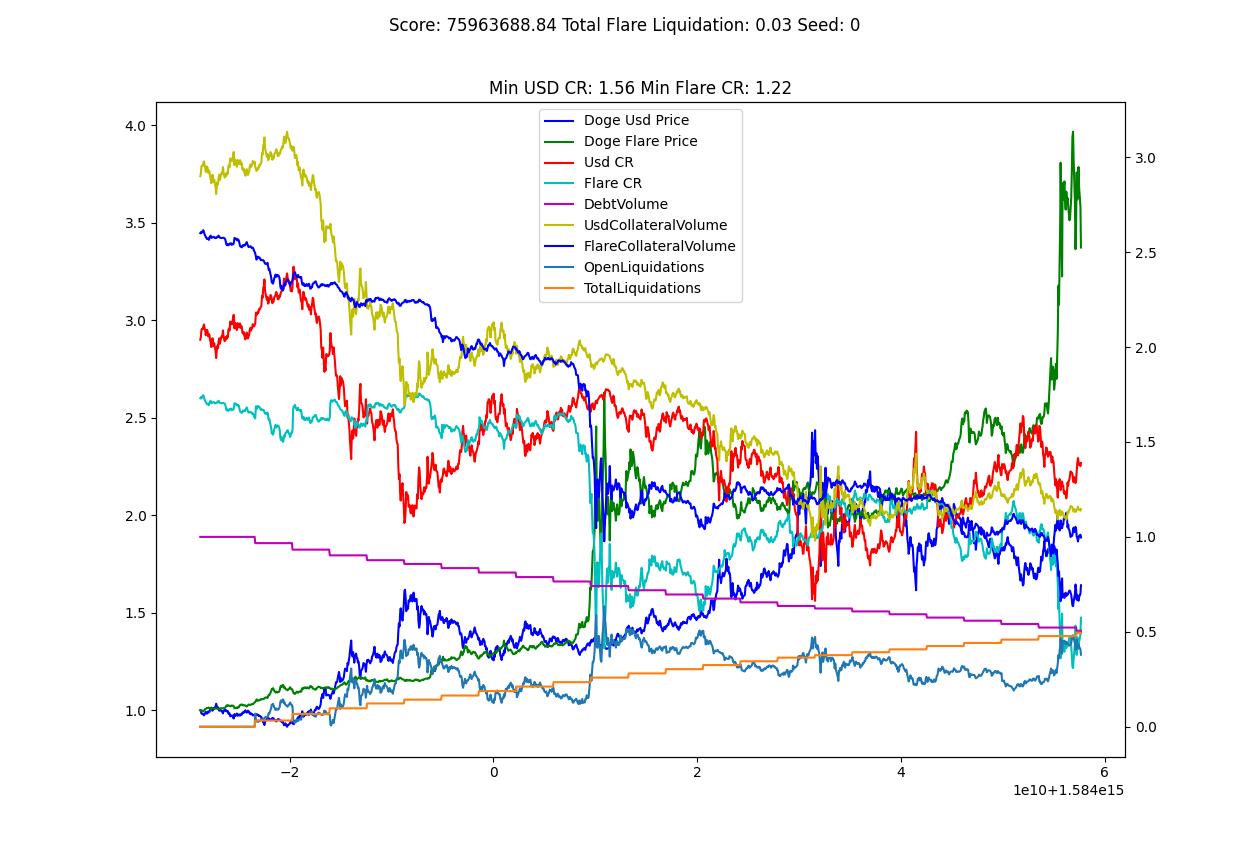 Score: 75963688.84 Total Flare Liquidation: 0.03 Seed: 0
Min USD CR: 1.56 Min Flare CR: 1.22
Doge Usd Price
Doge Flare Price
Usd CR
Flare CR
DebtVolume
UsdCollateralVolume
FlareCollateralVolume
OpenLiquidations
TotalLiquidations
4.0
3.5
3.0
2.5
2.0
1.5
1.0
3.0
2.5
2.0
1.5
1.0
0.5
0.0
−2
0
2
4
6
1e10+1.584e15